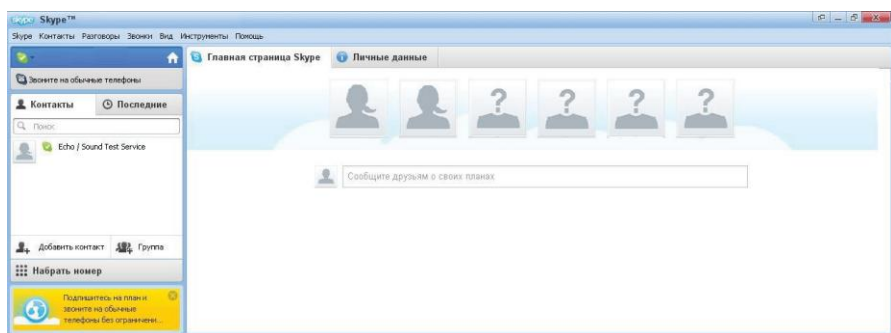 Skype™
Skype Контакты Разговоры Звонки Вид Инструменты Помощь
Главная страница Skype Личные данные
Звоните на обычные телефоны
Контакты Последние
Поиск
Echo / Sound Test Service
Сообщите друзьям о своих планах
Добавить контакт Группа
Набрать номер
Подпишитесь на план и
звоните на обычные
телефоны без ограничени...